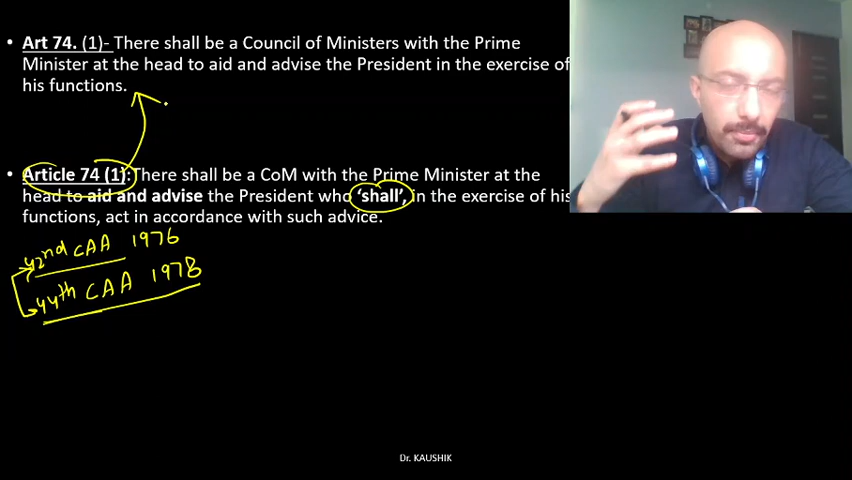 • Art 74. (1)- There shall be a Council of Ministers with the Prime
Minister at the head to aid and advise the President in the exercise of
his functions.
• Article 74 (1): There shall be a CoM with the Prime Minister at the
head to aid and advise the President who ‘shall’, in the exercise of his
functions, act in accordance with such advice.
42nd CAA 1976
44th CAA 1978
Dr. KAUSHIK